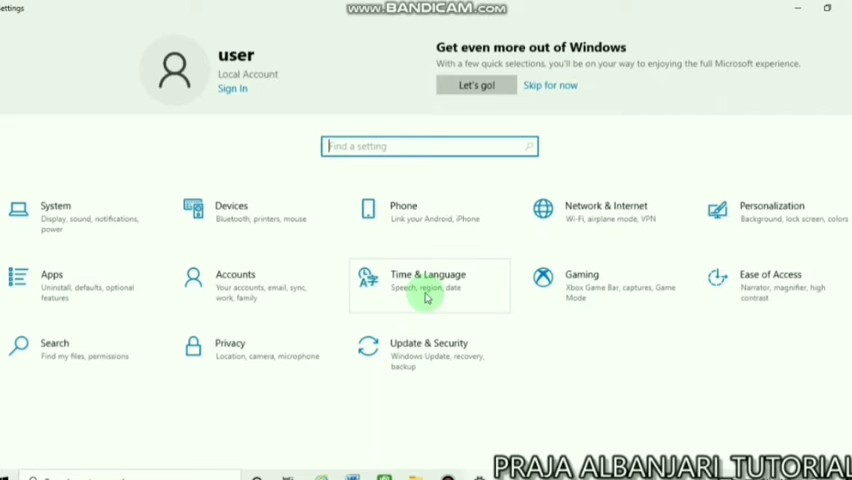 www.BANDICAM.com
ettings
user
Local Account
Sign In
Get even more out of Windows
With a few quick selections, you'll be on your way to enjoying the full Microsoft experience.
Let's go!
Skip for now
Find a setting
System
Display, sound, notifications,
power
Devices
Bluetooth, printers, mouse
Phone
Link your Android, iPhone
Network & Internet
Wi-Fi, airplane mode, VPN
Personalization
Background, lock screen, colors
Apps
Uninstall, defaults, optional
features
Accounts
Your accounts, email, sync,
work, family
Time & Language
Speech, region, date
Gaming
Xbox Game Bar, captures, Game
Mode
Ease of Access
Narrator, magnifier, high
contrast
Search
Find my files, permissions
Privacy
Location, camera, microphone
Update & Security
Windows Update, recovery,
backup
PRAJA ALBANJARI TUTORIAL